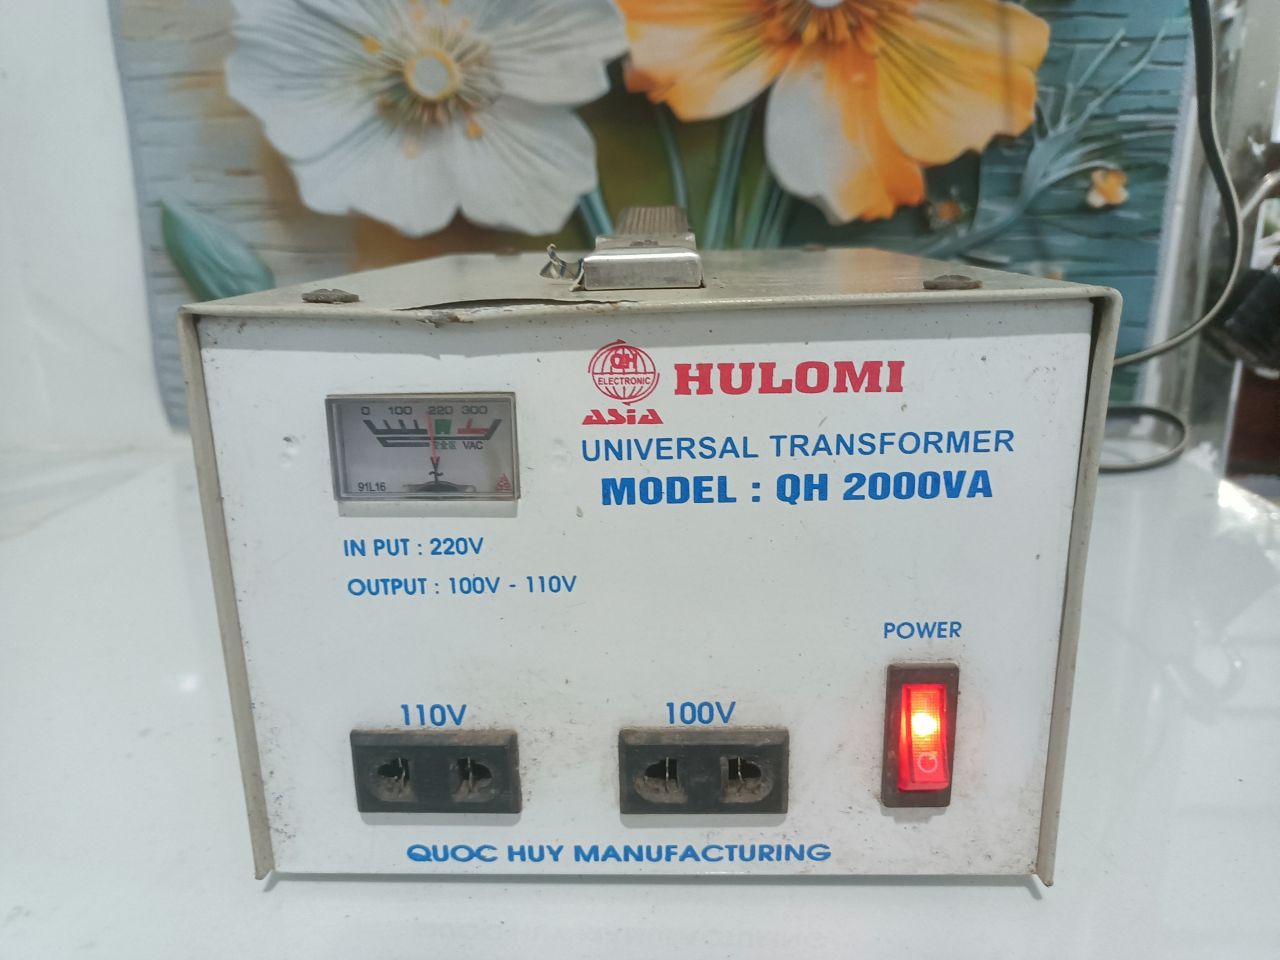 QH
ELECTRONIC
ASiA
HULOMI
UNIVERSAL TRANSFORMER
MODEL : QH 2000VA
0 100 220 300
VAC
91L16
IN PUT : 220V
OUTPUT : 100V - 110V
POWER
110V
100V
QUOC HUY MANUFACTURING